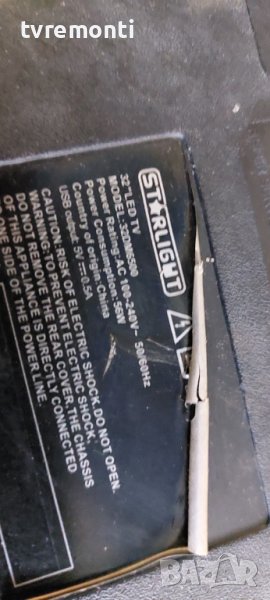 tvremonti
STARLIGHT
32"LED TV
MODEL:32DM6500
Power Rating:AC 100-240V~ 50/60Hz
Power Consumption:56W
Country of origin:China
USB output: 5V 0.5A
CAUTION: RISK OF ELECTRIC SHOCK, DO NOT OPEN.
WARNING: TO PREVENT ELECTRIC SHOCK,
DO NOT REMOVE THE REAR COVER, THE CHASSIS
OF THIS APPLIANCE IS DIRECTLY CONNECTED
ONE SIDE OF THE POWER LINE.
BAZAR